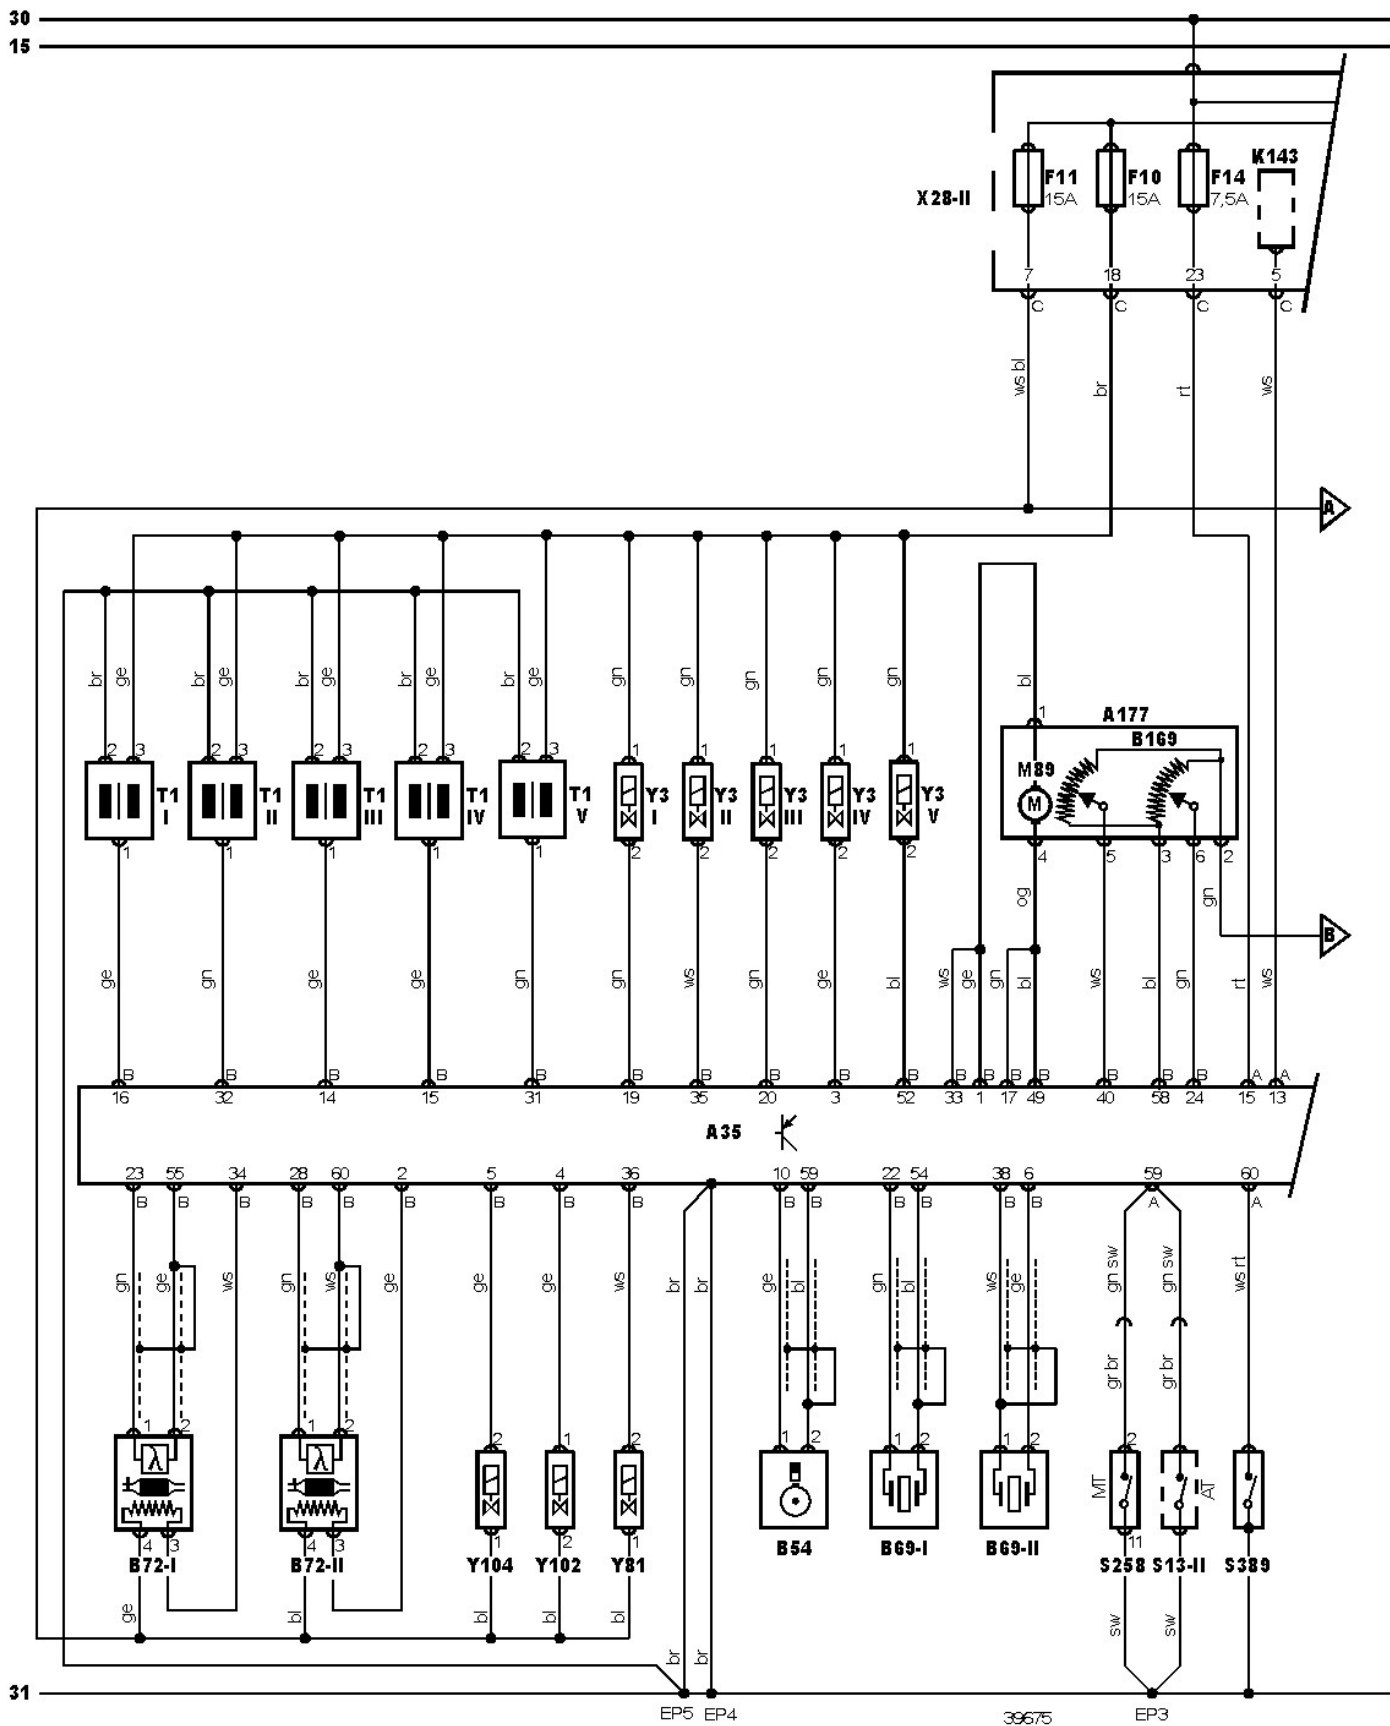 30
15
K143
F11 F10 F14
15A 15A 7,5A
X28-II
7 18 23 5
C C C C
ws bl br rt ws
A
br ge br ge br ge br ge br ge gn gn gn gn gn bl
1 A177
B169
2 3 2 3 2 3 2 3 2 3 1 1 1 1 1
M89
T1 T1 T1 T1 T1 Y3 Y3 Y3 Y3 Y3 M
I II III IV V I II III IV V
1 1 1 1 1 2 2 2 2 2 4 5 3 6 2
og gn
B
ge gn ge ge gn gn ws gn ge bl ws ge gn bl ws bl gn rt ws
B B B B B B B B B B B B B B B B B A A
16 32 14 15 31 19 35 20 3 52 33 1 17 49 40 58 24 15 13
A35
23 55 34 28 60 2 5 4 36 10 59 22 54 38 6 59 60
B B B B B B B B B B B B B B B A A
gn ge ws gn ws ge ge ge ws br br ge bl gn bl ws ge gn sw gn sw ws rt
gr br gr br
1 2 1 2 2 1 2 1 2 1 2 1 2 2
λ λ
MT AT
4 3 4 3 1 2 1 11
B72-I B72-II Y104 Y102 Y81 B54 B69-I B69-II S258 S13-II S389
ge bl bl bl bl sw sw
br br
31
EP5 EP4 39675 EP3